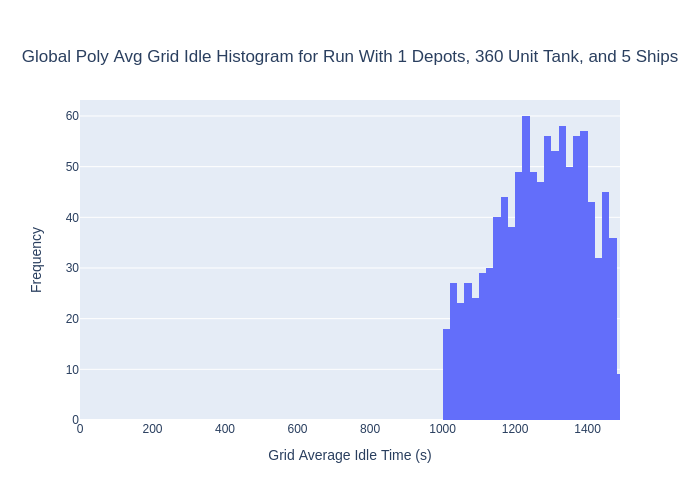 Global Poly Avg Grid Idle Histogram for Run With 1 Depots, 360 Unit Tank, and 5 Ships
60
50
40
30
20
10
0
Frequency
0 200 400 600 800 1000 1200 1400
Grid Average Idle Time (s)